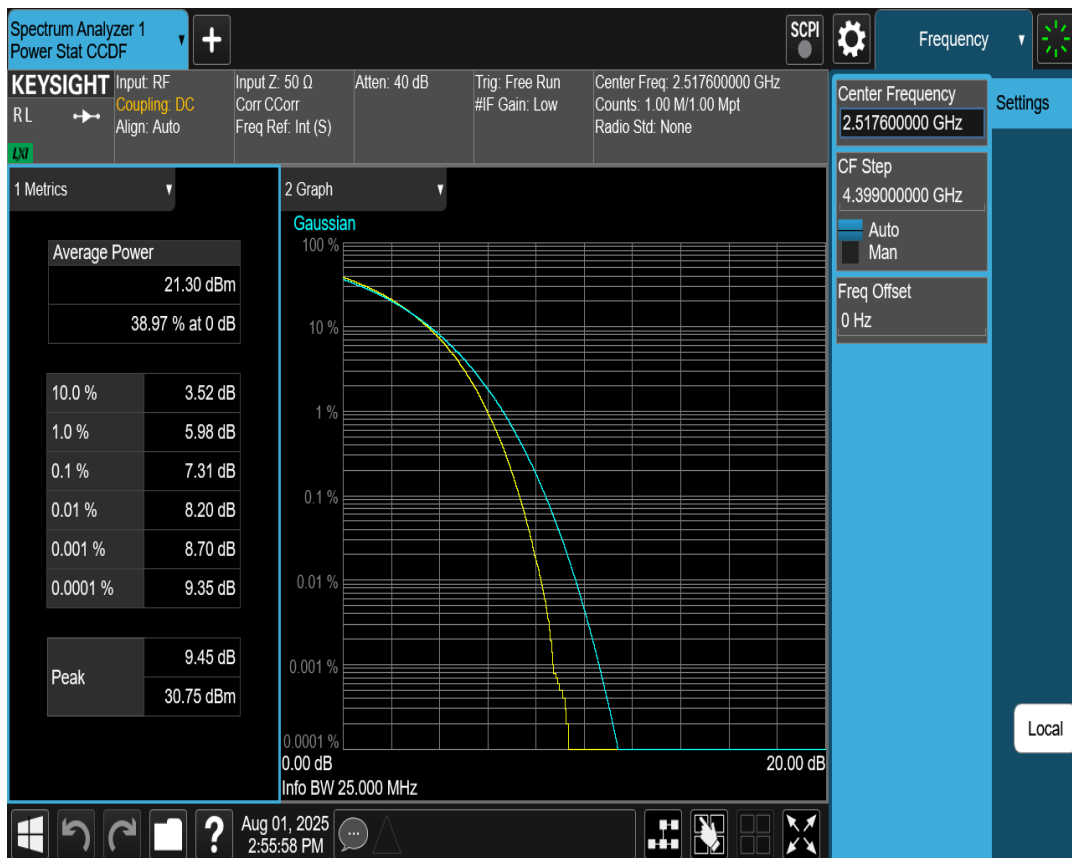 Spectrum Analyzer 1
Power Stat CCDF
SCPI
Frequency
KEYSIGHT
RL
LXI
Input: RF
Coupling: DC
Align: Auto
Input Z: 50 Ω
Corr CCorr
Freq Ref: Int (S)
Atten: 40 dB
Trig: Free Run
#IF Gain: Low
Center Freq: 2.517600000 GHz
Counts: 1.00 M/1.00 Mpt
Radio Std: None
Center Frequency
2.517600000 GHz
Settings
CF Step
4.399000000 GHz
Auto
Man
Freq Offset
0 Hz
1 Metrics
Average Power
21.30 dBm
38.97 % at 0 dB
10.0 % 3.52 dB
1.0 % 5.98 dB
0.1 % 7.31 dB
0.01 % 8.20 dB
0.001 % 8.70 dB
0.0001 % 9.35 dB
Peak
9.45 dB
30.75 dBm
2 Graph
Gaussian
100 %
10 %
1 %
0.1 %
0.01 %
0.001 %
0.0001 %
0.00 dB 20.00 dB
Info BW 25.000 MHz
Local
?
Aug 01, 2025
2:55:58 PM